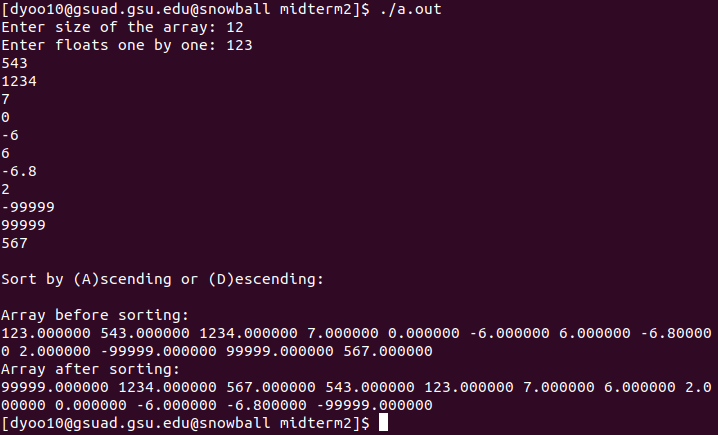 [dyoo10@gsuad.gsu.edu@snowball midterm2]$ ./a.out
Enter size of the array: 12
Enter floats one by one: 123
543
1234
7
0
-6
6
-6.8
2
-99999
99999
567
Sort by (A)scending or (D)escending:
Array before sorting:
123.000000 543.000000 1234.000000 7.000000 0.000000 -6.000000 6.000000 -6.80000
0 2.000000 -99999.000000 99999.000000 567.000000
Array after sorting:
99999.000000 1234.000000 567.000000 543.000000 123.000000 7.000000 6.000000 2.0
00000 0.000000 -6.000000 -6.800000 -99999.000000
[dyoo10@gsuad.gsu.edu@snowball midterm2]$